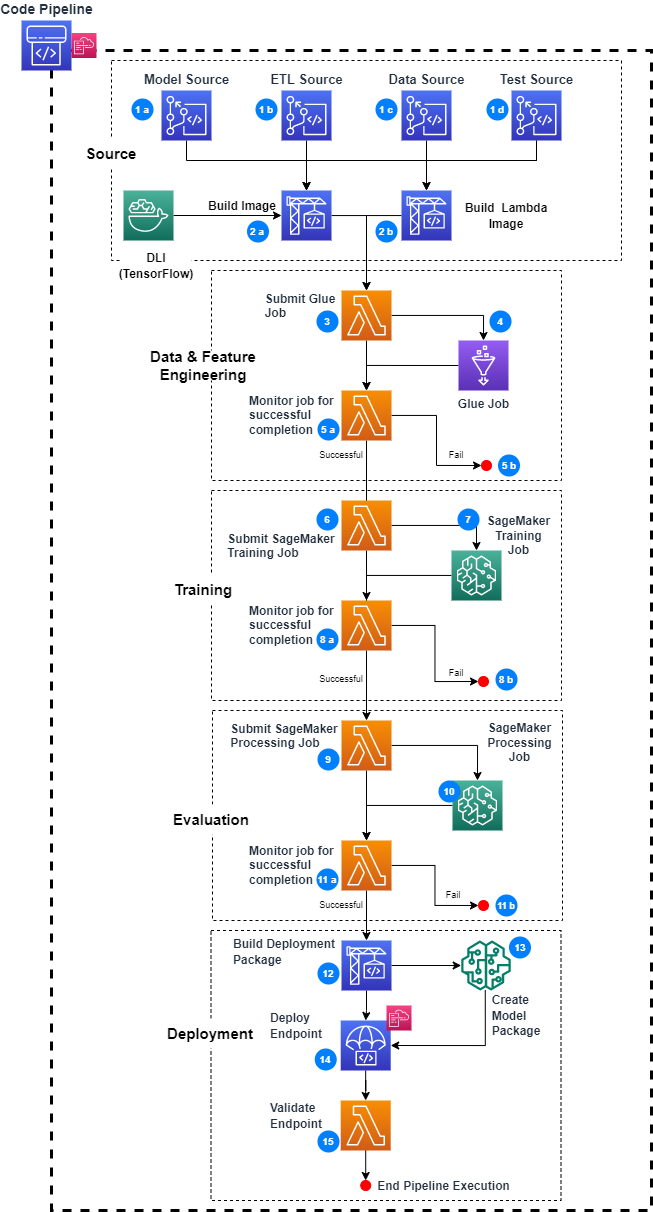 Code Pipeline
Model Source
ETL Source
Data Source
Test Source
1 a
1 b
1 c
1 d
Source
Build Image
2 a
2 b
Build Lambda
Image
DLI
(TensorFlow)
Submit Glue
Job
3
4
Data & Feature
Engineering
Glue Job
Monitor job for
successful
completion
5 a
Successful
Fail
5 b
6
7
SageMaker
Training
Job
Submit SageMaker
Training Job
Training
Monitor job for
successful
completion
8 a
Successful
Fail
8 b
Submit SageMaker
Processing Job
9
SageMaker
Processing
Job
10
Evaluation
Monitor job for
successful
completion
11 a
Successful
Fail
11 b
Build Deployment
Package
12
13
Create
Model
Package
Deploy
Endpoint
Deployment
14
Validate
Endpoint
15
End Pipeline Execution